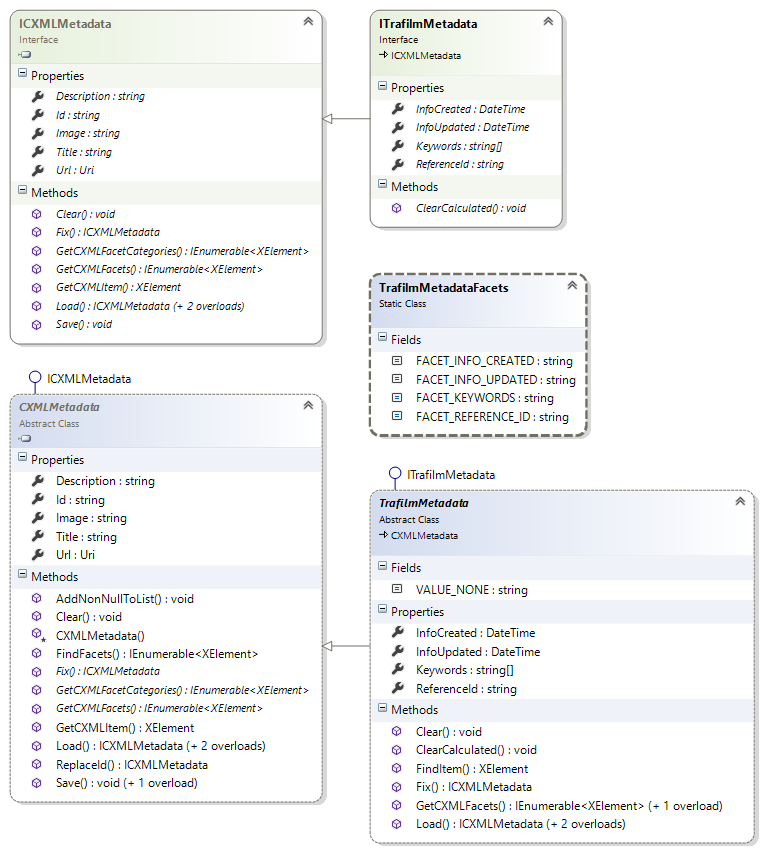 ICXMLMetadata
Interface
Properties
Description : string
Id : string
Image : string
Title : string
Url : Uri
Methods
Clear() : void
Fix() : ICXMLMetadata
GetCXMLFacetCategories() : IEnumerable<XElement>
GetCXMLFacets() : IEnumerable<XElement>
GetCXMLItem() : XElement
Load() : ICXMLMetadata (+ 2 overloads)
Save() : void
ITrafilmMetadata
Interface
ICXMLMetadata
Properties
InfoCreated : DateTime
InfoUpdated : DateTime
Keywords : string[]
ReferenceId : string
Methods
ClearCalculated() : void
TrafilmMetadataFacets
Static Class
Fields
FACET_INFO_CREATED : string
FACET_INFO_UPDATED : string
FACET_KEYWORDS : string
FACET_REFERENCE_ID : string
ICXMLMetadata
CXMLMetadata
Abstract Class
Properties
Description : string
Id : string
Image : string
Title : string
Url : Uri
Methods
AddNonNullToList() : void
Clear() : void
CXMLMetadata()
FindFacets() : IEnumerable<XElement>
Fix() : ICXMLMetadata
GetCXMLFacetCategories() : IEnumerable<XElement>
GetCXMLFacets() : IEnumerable<XElement>
GetCXMLItem() : XElement
Load() : ICXMLMetadata (+ 2 overloads)
ReplaceId() : ICXMLMetadata
Save() : void (+ 1 overload)
ITrafilmMetadata
TrafilmMetadata
Abstract Class
CXMLMetadata
Fields
VALUE_NONE : string
Properties
InfoCreated : DateTime
InfoUpdated : DateTime
Keywords : string[]
ReferenceId : string
Methods
Clear() : void
ClearCalculated() : void
FindItem() : XElement
Fix() : ICXMLMetadata
GetCXMLFacets() : IEnumerable<XElement> (+ 1 overload)
Load() : ICXMLMetadata (+ 2 overloads)